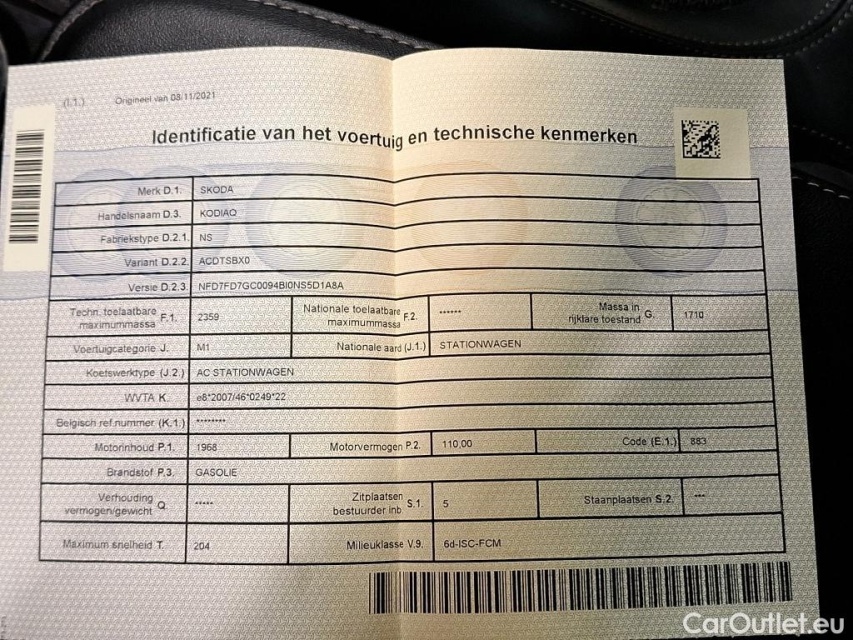 (I.1.) Origineel van 08/11/2021
Identificatie van het voertuig en technische kenmerken
Merk D.1. SKODA
Handelsnaam D.3. KODIAQ
Fabriekstype D.2.1. NS
Variant D.2.2. ACDTSBX0
Versie D.2.3. NFD7FD7GC0094BI0NS5D1A8A
Techn. toelaatbare maximummassa F.1. 2359 Nationale toelaatbare maximummassa F.2. ****** Massa in rijklare toestand G. 1710
Voertuigcategorie J. M1 Nationale aard (J.1.) STATIONWAGEN
Koetswerktype (J.2.) AC STATIONWAGEN
WVTA K. e8*2007/46*0249*22
Belgisch ref.nummer (K.1.) ********
Motorinhoud P.1. 1968 Motorvermogen P.2. 110,00 Code (E.1.) 883
Brandstof P.3. GASOLIE
Verhouding vermogen/gewicht Q. ***** Zitplaatsen bestuurder inb S.1. 5 Staanplaatsen S.2. ***
Maximum snelheid T. 204 Milieuklasse V.9. 6d-ISC-FCM
CarOutlet.eu